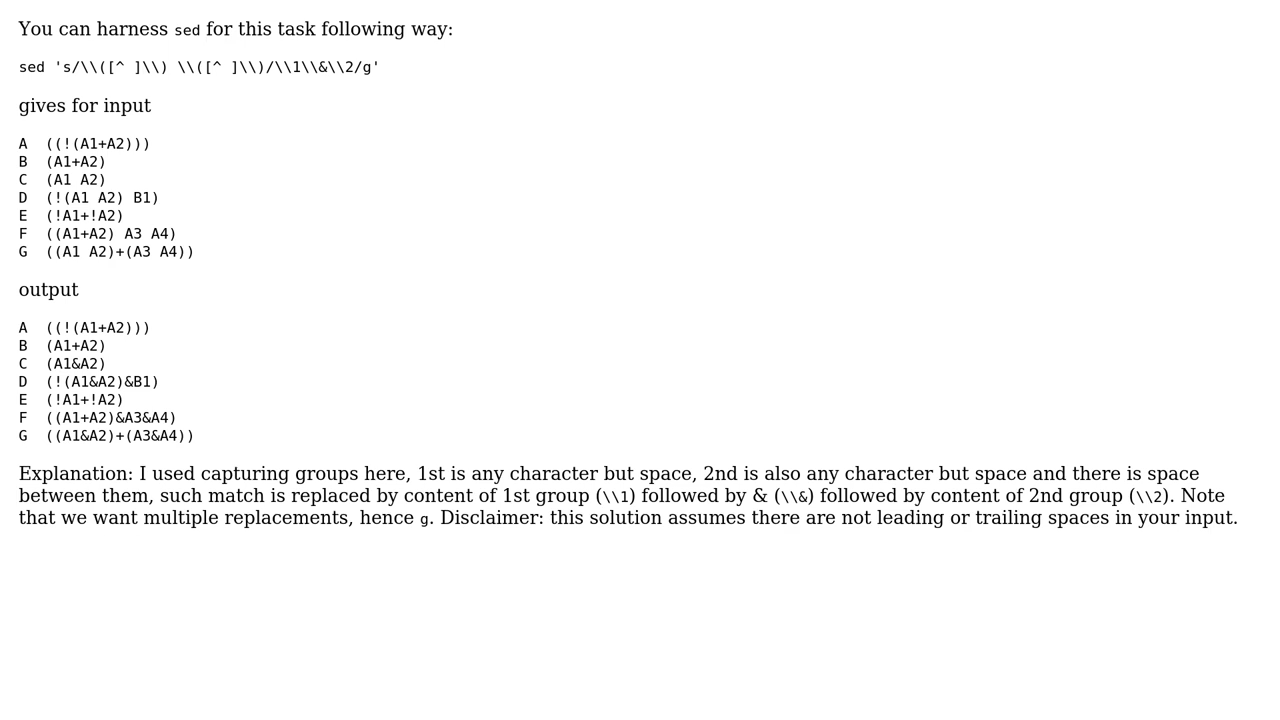 You can harness sed for this task following way:
sed 's/\\([^ ]\\) \\([^ ]\\)/\\1\\&\\2/g'
gives for input
A  ((!(A1+A2)))
B  (A1+A2)
C  (A1 A2)
D  (!(A1 A2) B1)
E  (!A1+!A2)
F  ((A1+A2) A3 A4)
G  ((A1 A2)+(A3 A4))
output
A  ((!(A1+A2)))
B  (A1+A2)
C  (A1&A2)
D  (!(A1&A2)&B1)
E  (!A1+!A2)
F  ((A1+A2)&A3&A4)
G  ((A1&A2)+(A3&A4))
Explanation: I used capturing groups here, 1st is any character but space, 2nd is also any character but space and there is space
between them, such match is replaced by content of 1st group (\\1) followed by & (\\&) followed by content of 2nd group (\\2). Note
that we want multiple replacements, hence g. Disclaimer: this solution assumes there are not leading or trailing spaces in your input.